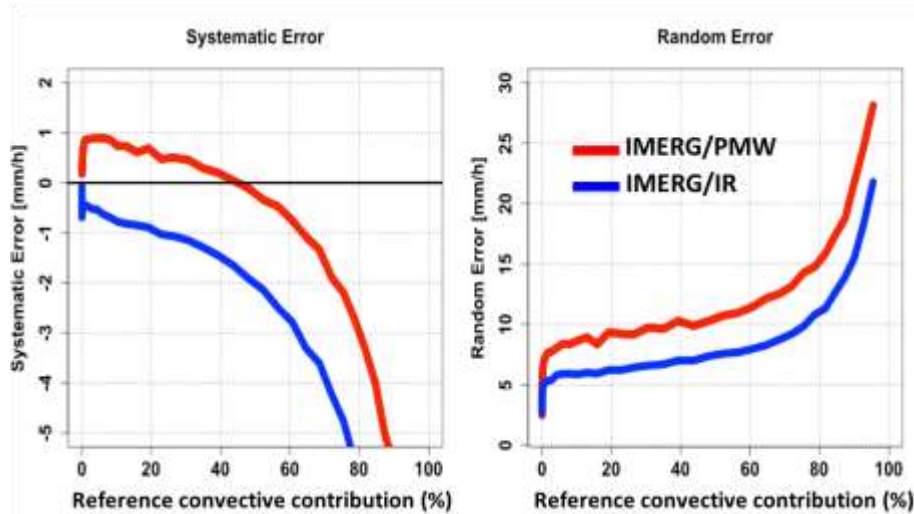 Systematic Error
Systematic Error [mm/h]
2
1
0
-1
-2
-3
-4
-5
0 20 40 60 80 100
Reference convective contribution (%)
Random Error
Random Error [mm/h]
30
25
20
15
10
5
0
IMERG/PMW
IMERG/IR
0 20 40 60 80 100
Reference convective contribution (%)